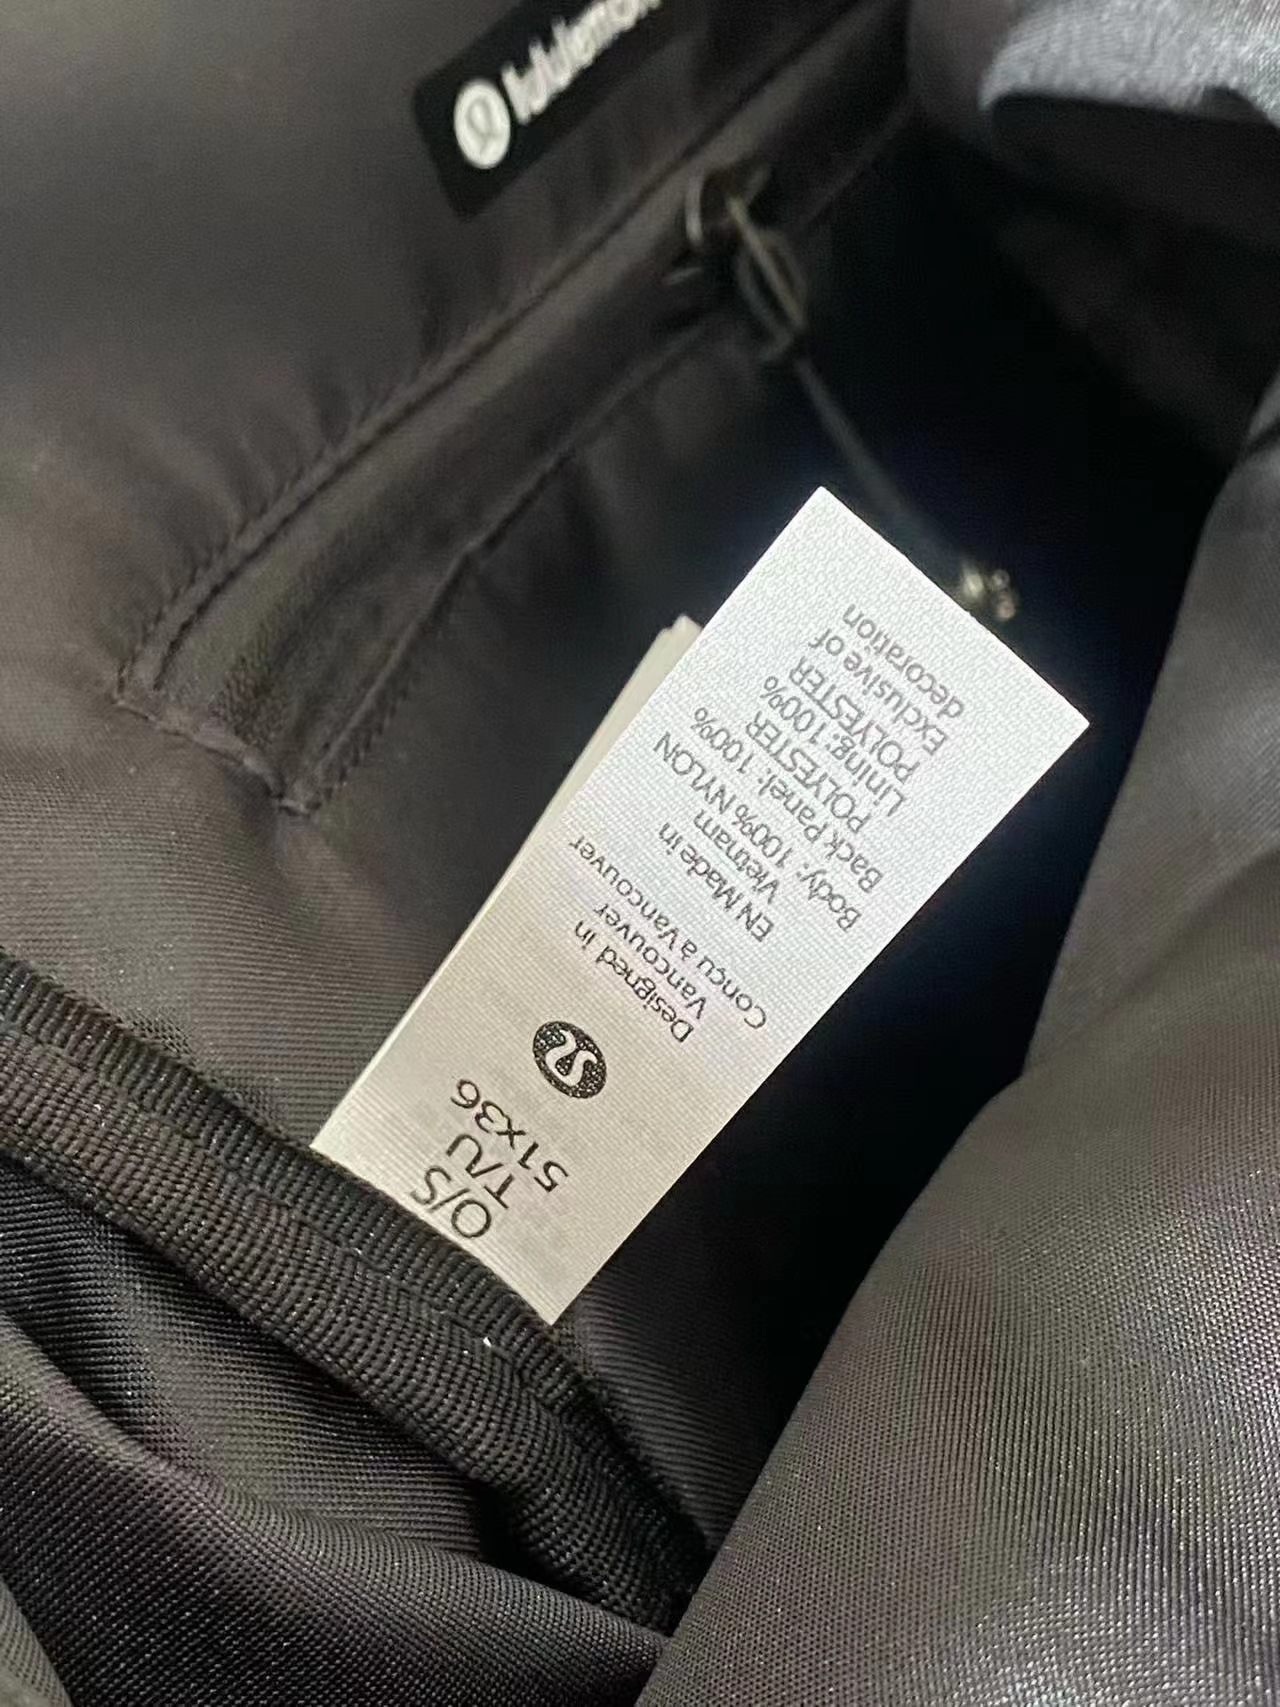 lululemon
O/S
T/U
51x36
Designed in
Vancouver
Conçu à Vancouver
EN Made in
Vietnam
Body: 100% NYLON
Back Panel: 100%
POLYESTER
Lining: 100%
POLYESTER
Exclusive of
decoration